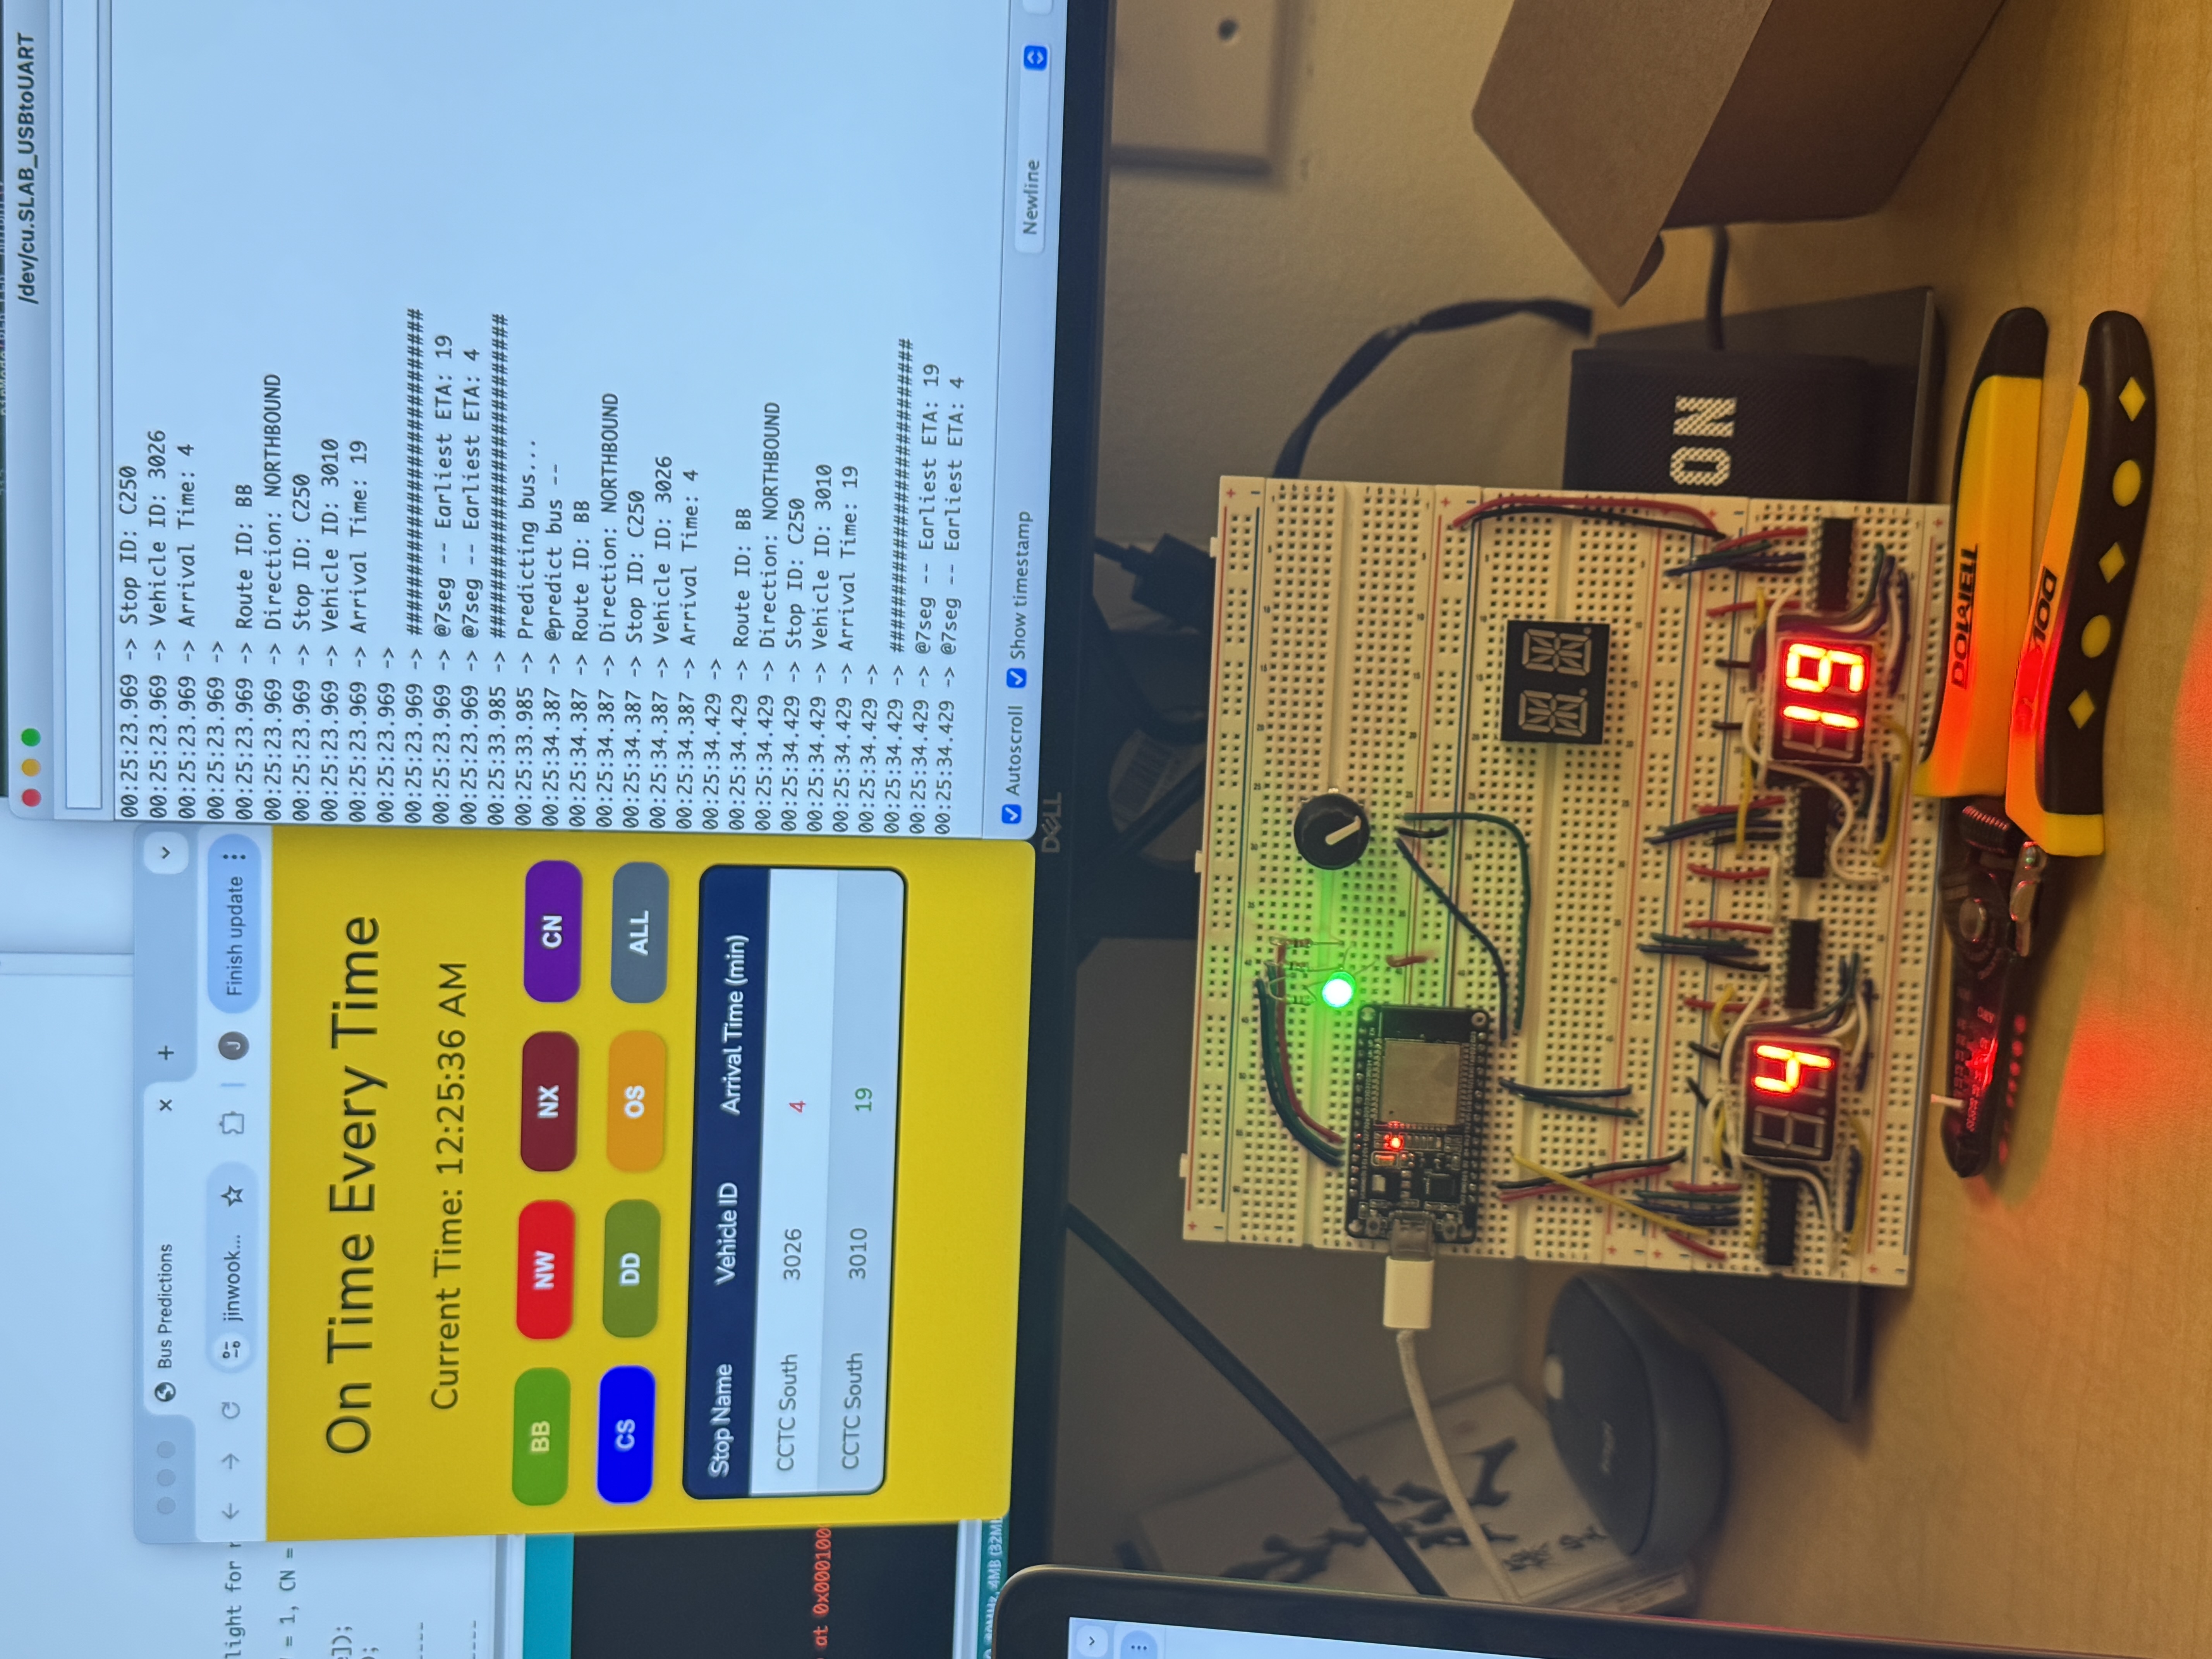 light for
= 1, CN =
]);
);
----
----
at 0x000100
, 4MB (32M
Bus Predictions
jinwook...
J
Finish update
On Time Every Time
Current Time: 12:25:36 AM
BB NW NX CN
CS DD OS ALL
Stop Name Vehicle ID Arrival Time (min)
CCTC South 3026 4
CCTC South 3010 19
/dev/cu.SLAB_USBtoUART
00:25:23.969 -> Stop ID: C250
00:25:23.969 -> Vehicle ID: 3026
00:25:23.969 -> Arrival Time: 4
00:25:23.969 ->
00:25:23.969 -> Route ID: BB
00:25:23.969 -> Direction: NORTHBOUND
00:25:23.969 -> Stop ID: C250
00:25:23.969 -> Vehicle ID: 3010
00:25:23.969 -> Arrival Time: 19
00:25:23.969 ->
00:25:23.969 -> ###########################
00:25:23.969 -> @7seg -- Earliest ETA: 19
00:25:23.969 -> @7seg -- Earliest ETA: 4
00:25:33.985 -> ###########################
00:25:33.985 -> Predicting bus...
00:25:34.387 -> @predict bus --
00:25:34.387 -> Route ID: BB
00:25:34.387 -> Direction: NORTHBOUND
00:25:34.387 -> Stop ID: C250
00:25:34.387 -> Vehicle ID: 3026
00:25:34.387 -> Arrival Time: 4
00:25:34.429 ->
00:25:34.429 -> Route ID: BB
00:25:34.429 -> Direction: NORTHBOUND
00:25:34.429 -> Stop ID: C250
00:25:34.429 -> Vehicle ID: 3010
00:25:34.429 -> Arrival Time: 19
00:25:34.429 ->
00:25:34.429 -> ###########################
00:25:34.429 -> @7seg -- Earliest ETA: 19
00:25:34.429 -> @7seg -- Earliest ETA: 4
Autoscroll Show timestamp
Newline
DELL
logi
ON
4
19
DOWELL